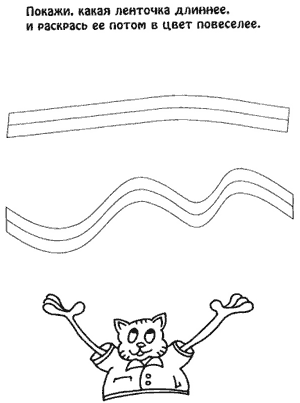 Покажи, какая ленточка длиннее,
и раскрась ее потом в цвет повеселее.